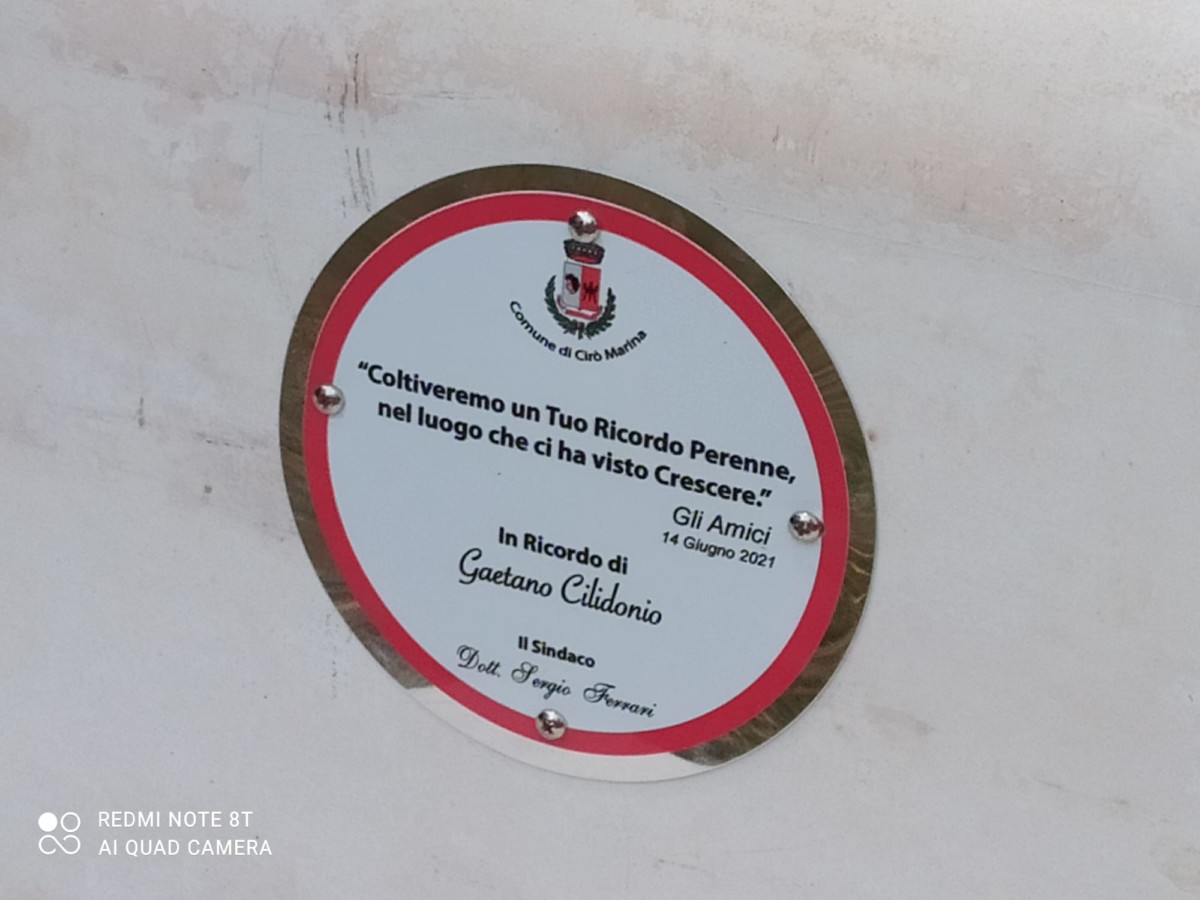 Comune di Cirò Marina
“Coltiveremo un Tuo Ricordo Perenne,
nel luogo che ci ha visto Crescere.”
Gli Amici
14 Giugno 2021
In Ricordo di
Gaetano Cilidonio
Il Sindaco
Dott. Sergio Ferrari
REDMI NOTE 8T
AI QUAD CAMERA